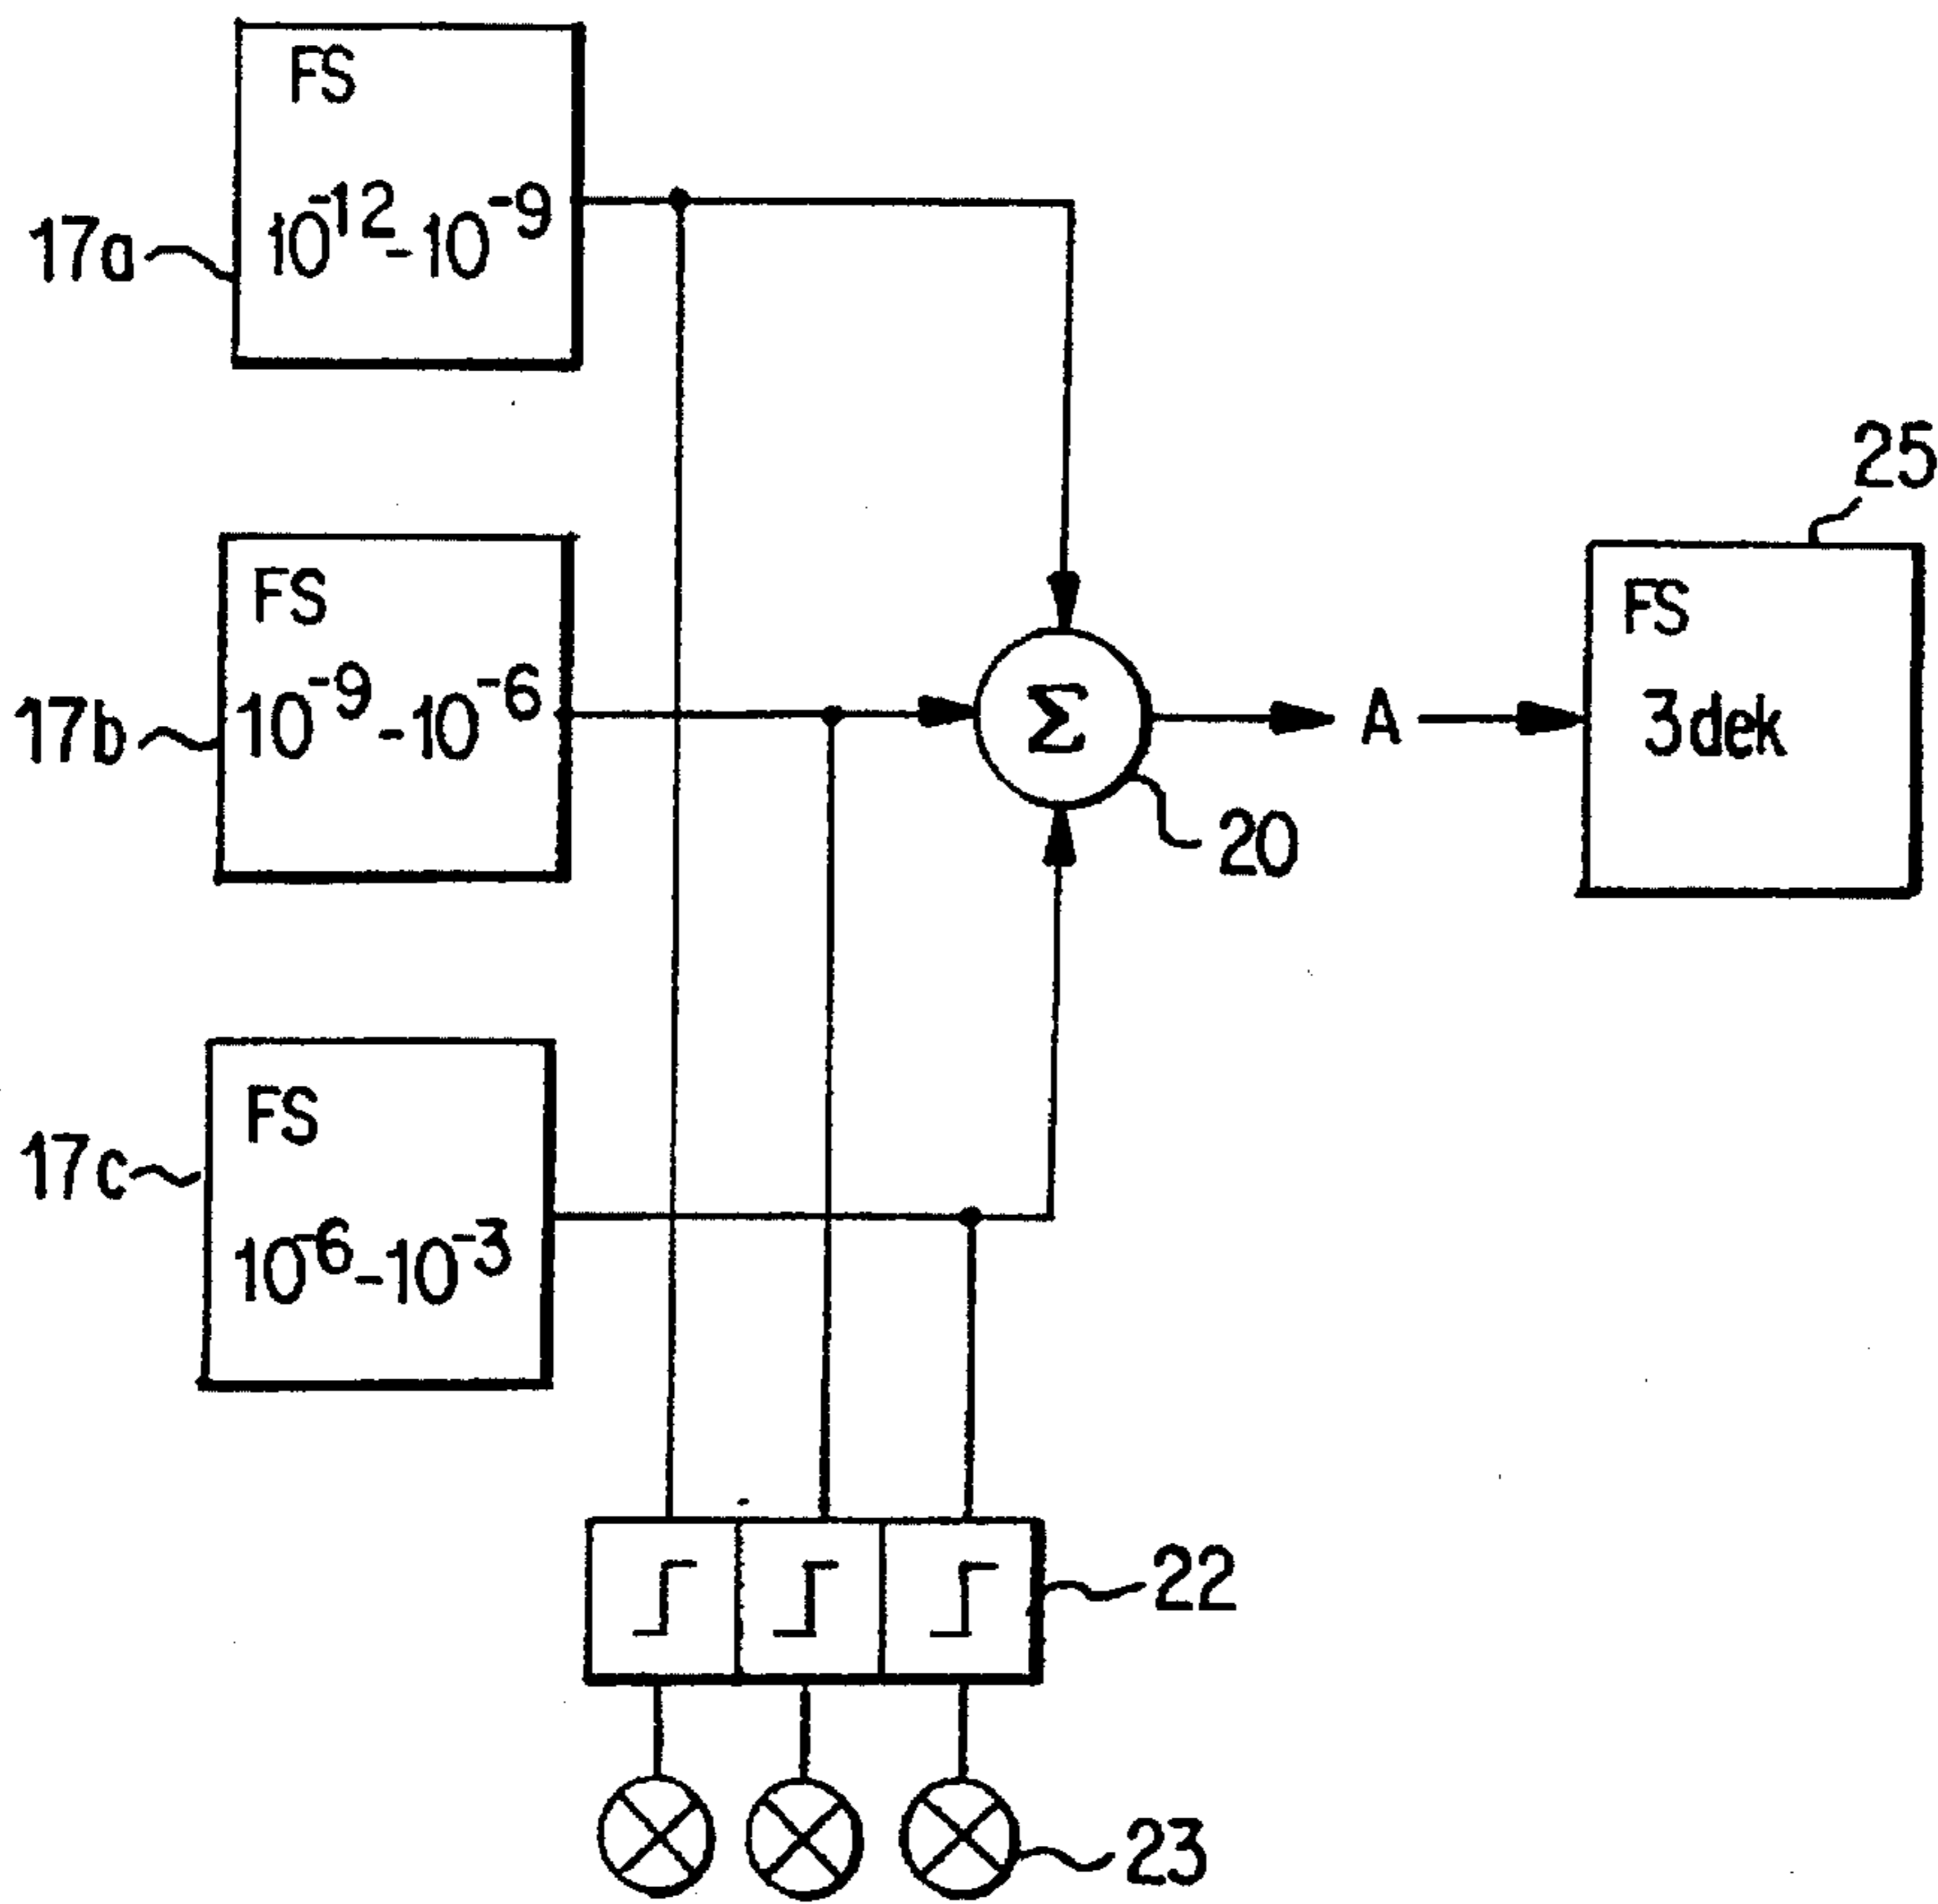 FS
10⁻¹²-10⁻⁹
17a
FS
10⁻⁹-10⁻⁶
17b
Σ
20
A
25
FS
3dek
FS
10⁻⁶-10⁻³
17c
22
23